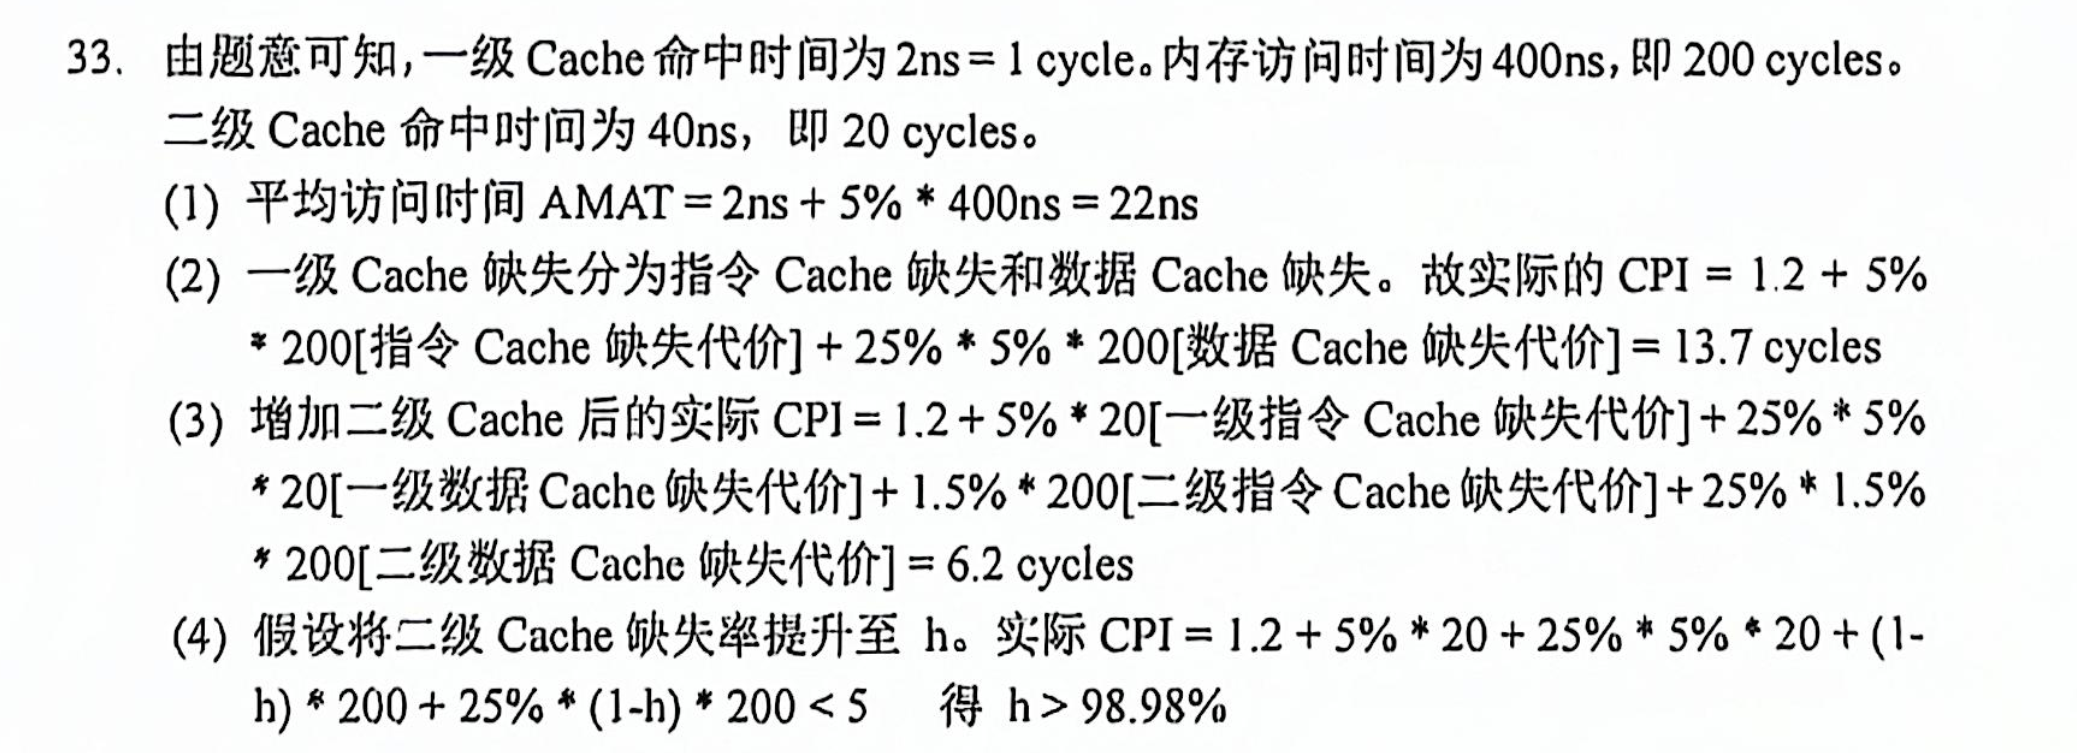 33. 由题意可知,一级 Cache 命中时间为 2ns = 1 cycle。内存访问时间为 400ns, 即 200 cycles。
二级 Cache 命中时间为 40ns, 即 20 cycles。
(1) 平均访问时间 AMAT = 2ns + 5% * 400ns = 22ns
(2) 一级 Cache 缺失分为指令 Cache 缺失和数据 Cache 缺失。故实际的 CPI = 1.2 + 5%
* 200[指令 Cache 缺失代价] + 25% * 5% * 200[数据 Cache 缺失代价] = 13.7 cycles
(3) 增加二级 Cache 后的实际 CPI = 1.2 + 5% * 20[一级指令 Cache 缺失代价] + 25% * 5%
* 20[一级数据 Cache 缺失代价] + 1.5% * 200[二级指令 Cache 缺失代价] + 25% * 1.5%
* 200[二级数据 Cache 缺失代价] = 6.2 cycles
(4) 假设将二级 Cache 缺失率提升至 h。实际 CPI = 1.2 + 5% * 20 + 25% * 5% * 20 + (1-
h) * 200 + 25% * (1-h) * 200 < 5 得 h > 98.98%